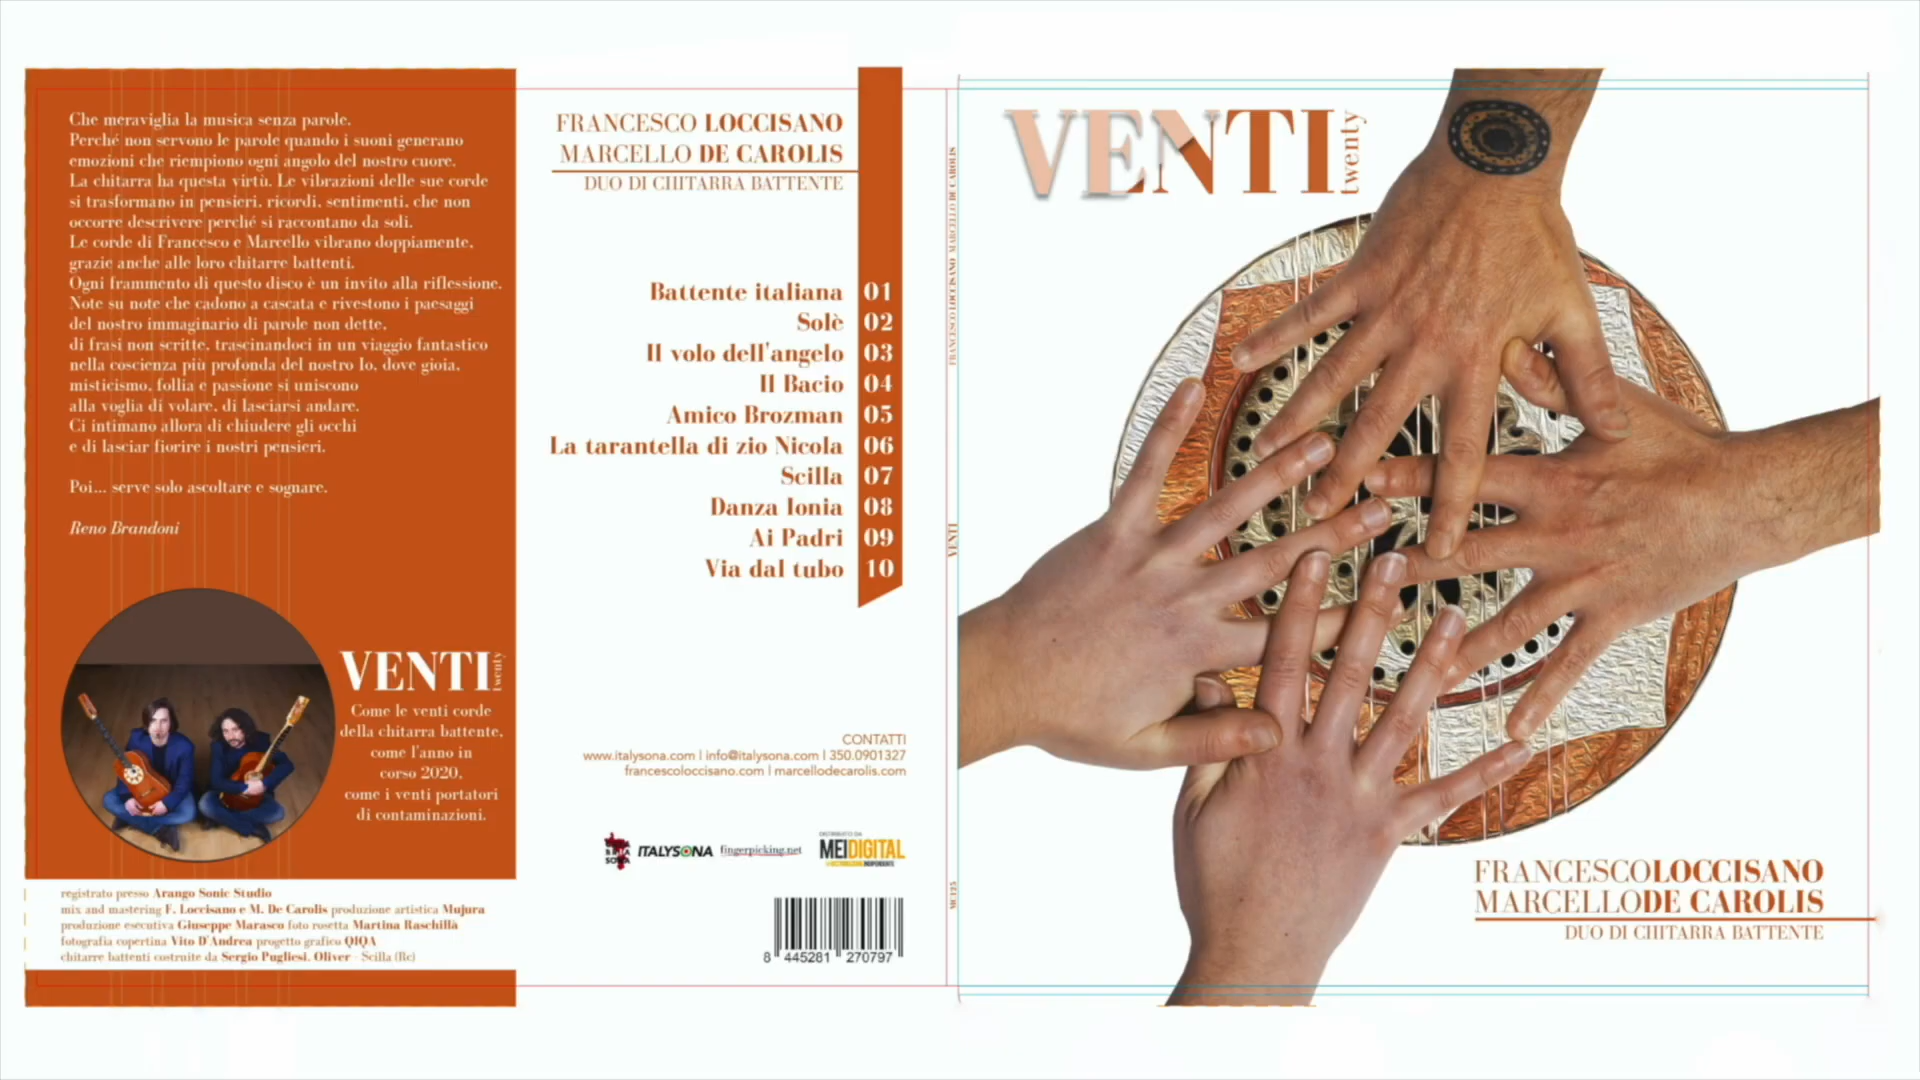 Che meraviglia la musica senza parole.
Perché non servono le parole quando i suoni generano
emozioni che riempiono ogni angolo del nostro cuore.
La chitarra ha questa virtù. Le vibrazioni delle sue corde
si trasformano in pensieri, ricordi, sentimenti, che non
occorre descrivere perché si raccontano da soli.
Le corde di Francesco e Marcello vibrano doppiamente,
grazie anche alle loro chitarre battenti.
Ogni frammento di questo disco è un invito alla riflessione.
Note su note che cadono a cascata e rivestono i paesaggi
del nostro immaginario di parole non dette,
di frasi non scritte, trascinandoci in un viaggio fantastico
nella coscienza più profonda del nostro Io, dove gioia,
misticismo, follia e passione si uniscono
alla voglia di volare, di lasciarsi andare.
Ci intimano allora di chiudere gli occhi
e di lasciar fiorire i nostri pensieri.
Poi... serve solo ascoltare e sognare.
Reno Brandoni
VENTI twenty
Come le venti corde
della chitarra battente,
come l'anno in
corso 2020,
come i venti portatori
di contaminazioni.
registrato presso Arango Sonic Studio
mix and mastering F. Loccisano e M. De Carolis produzione artistica Mujura
produzione esecutiva Giuseppe Marasco foto rosetta Martina Raschillà
fotografia copertina Vito D'Andrea progetto grafico QIQA
chitarre battenti costruite da Sergio Pugliesi, Oliver - Scilla (Rc)
FRANCESCO LOCCISANO
MARCELLO DE CAROLIS
DUO DI CHITARRA BATTENTE
Battente italiana 01
Solè 02
Il volo dell'angelo 03
Il Bacio 04
Amico Brozman 05
La tarantella di zio Nicola 06
Scilla 07
Danza Ionia 08
Ai Padri 09
Via dal tubo 10
CONTATTI
www.italysona.com | info@italysona.com | 350.0901327
francescoloccisano.com | marcellodecarolis.com
ITALYSONA
fingerpicking.net
DISTRIBUITO DA
MEIDIGITAL
8 445281 270797
FRANCESCO LOCCISANO MARCELLO DE CAROLIS
VENTI
VENTI twenty
FRANCESCOLOCCISANO
MARCELLODE CAROLIS
DUO DI CHITARRA BATTENTE